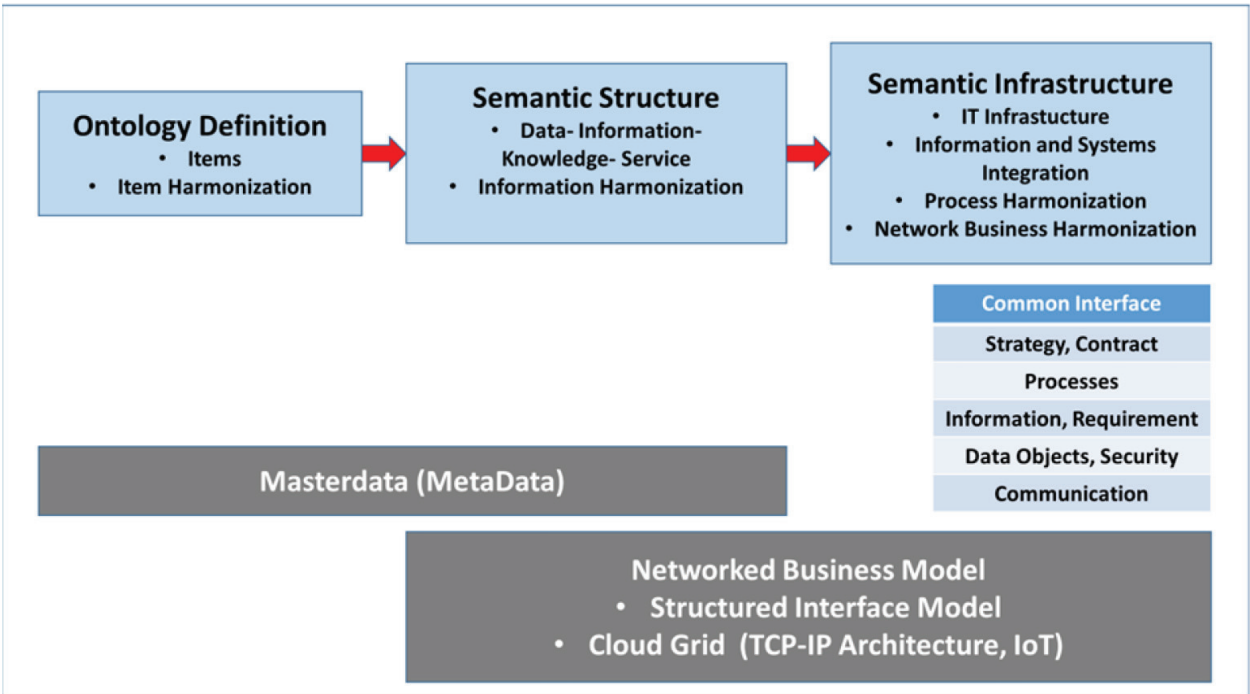 Ontology Definition
• Items
• Item Harmonization
Semantic Structure
• Data- Information-
Knowledge- Service
• Information Harmonization
Semantic Infrastructure
• IT Infrastucture
• Information and Systems
Integration
• Process Harmonization
• Network Business Harmonization
Common Interface
Strategy, Contract
Processes
Information, Requirement
Data Objects, Security
Communication
Masterdata (MetaData)
Networked Business Model
• Structured Interface Model
• Cloud Grid (TCP-IP Architecture, IoT)